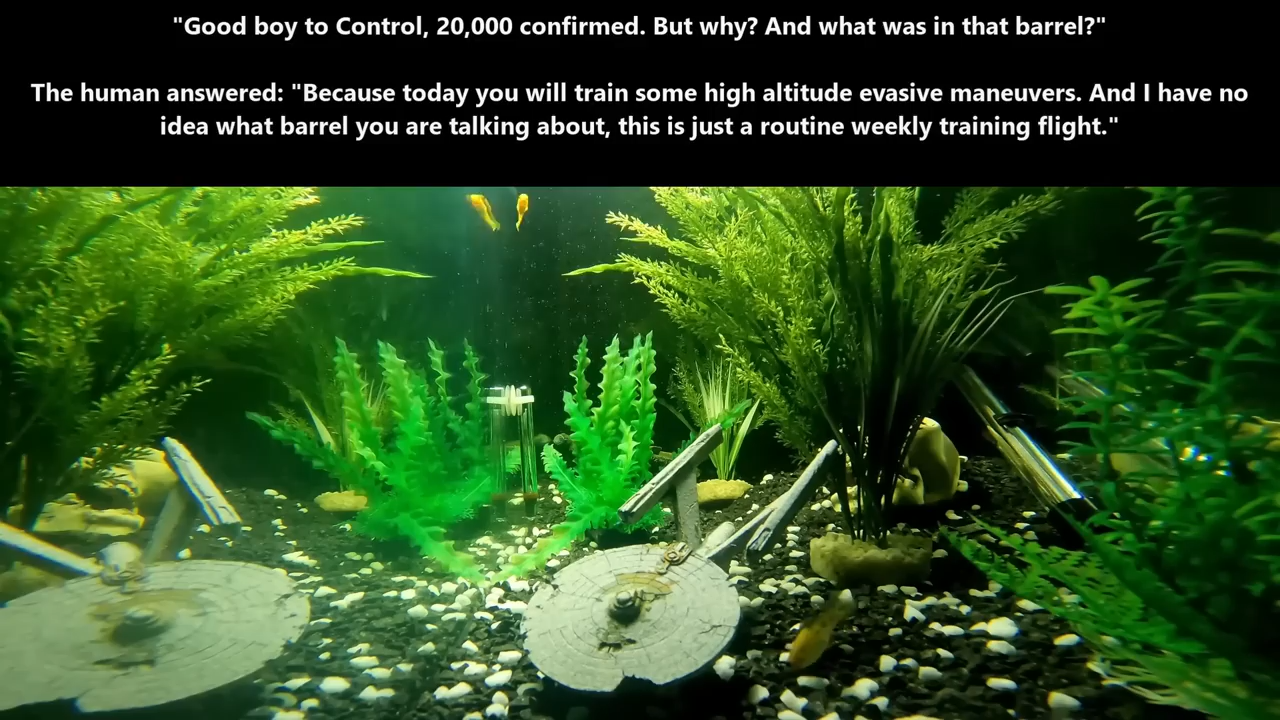 "Good boy to Control, 20,000 confirmed. But why? And what was in that barrel?"
The human answered: "Because today you will train some high altitude evasive maneuvers. And I have no
idea what barrel you are talking about, this is just a routine weekly training flight."